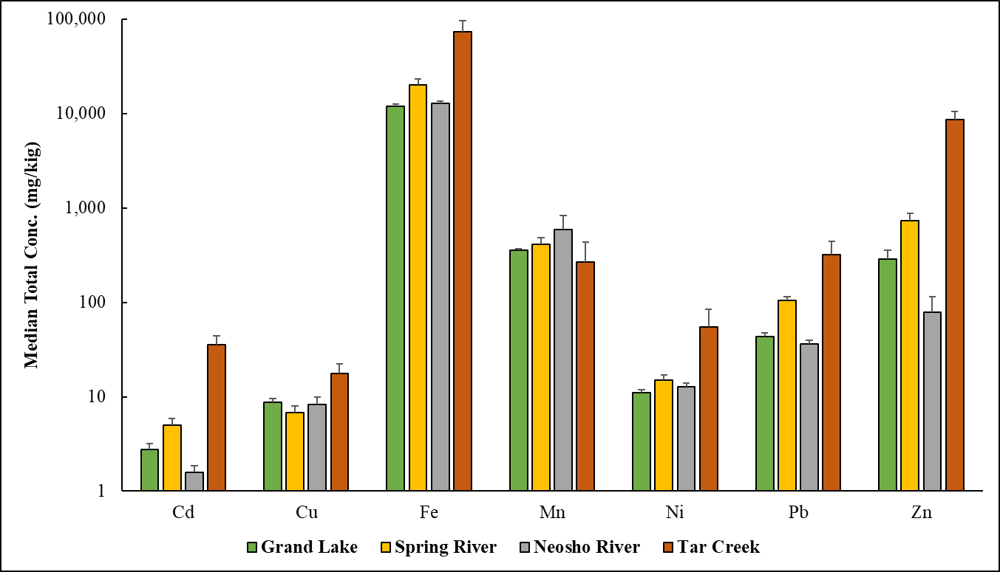 100,000
10,000
1,000
100
10
1
Median Total Conc. (mg/kig)
Cd Cu Fe Mn Ni Pb Zn
Grand Lake Spring River Neosho River Tar Creek